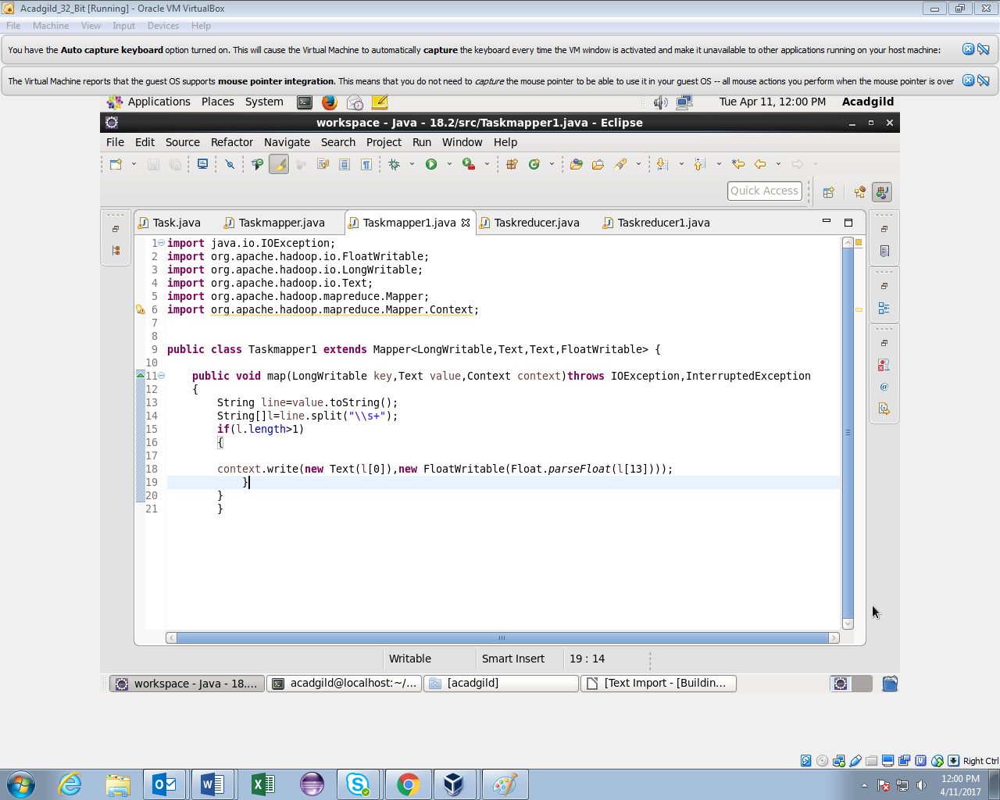 Acadgild_32_Bit [Running] - Oracle VM VirtualBox
File Machine View Input Devices Help
You have the Auto capture keyboard option turned on. This will cause the Virtual Machine to automatically capture the keyboard every time the VM window is activated and make it unavailable to other applications running on your host machine:
The Virtual Machine reports that the guest OS supports mouse pointer integration. This means that you do not need to capture the mouse pointer to be able to use it in your guest OS -- all mouse actions you perform when the mouse pointer is over
Applications Places System Tue Apr 11, 12:00 PM Acadgild
workspace - Java - 18.2/src/Taskmapper1.java - Eclipse
File Edit Source Refactor Navigate Search Project Run Window Help
Quick Access
Task.java Taskmapper.java Taskmapper1.java Taskreducer.java Taskreducer1.java
1 import java.io.IOException;
2 import org.apache.hadoop.io.FloatWritable;
3 import org.apache.hadoop.io.LongWritable;
4 import org.apache.hadoop.io.Text;
5 import org.apache.hadoop.mapreduce.Mapper;
6 import org.apache.hadoop.mapreduce.Mapper.Context;
7
8
9 public class Taskmapper1 extends Mapper<LongWritable,Text,Text,FloatWritable> {
10
11 public void map(LongWritable key,Text value,Context context)throws IOException,InterruptedException
12 {
13 String line=value.toString();
14 String[]l=line.split("\\s+");
15 if(l.length>1)
16 {
17
18 context.write(new Text(l[0]),new FloatWritable(Float.parseFloat(l[13])));
19 }
20 }
21 }
Writable Smart Insert 19 : 14
workspace - Java - 18.... acadgild@localhost:~/... [acadgild] [Text Import - [Buildin...
Right Ctrl
12:00 PM
4/11/2017